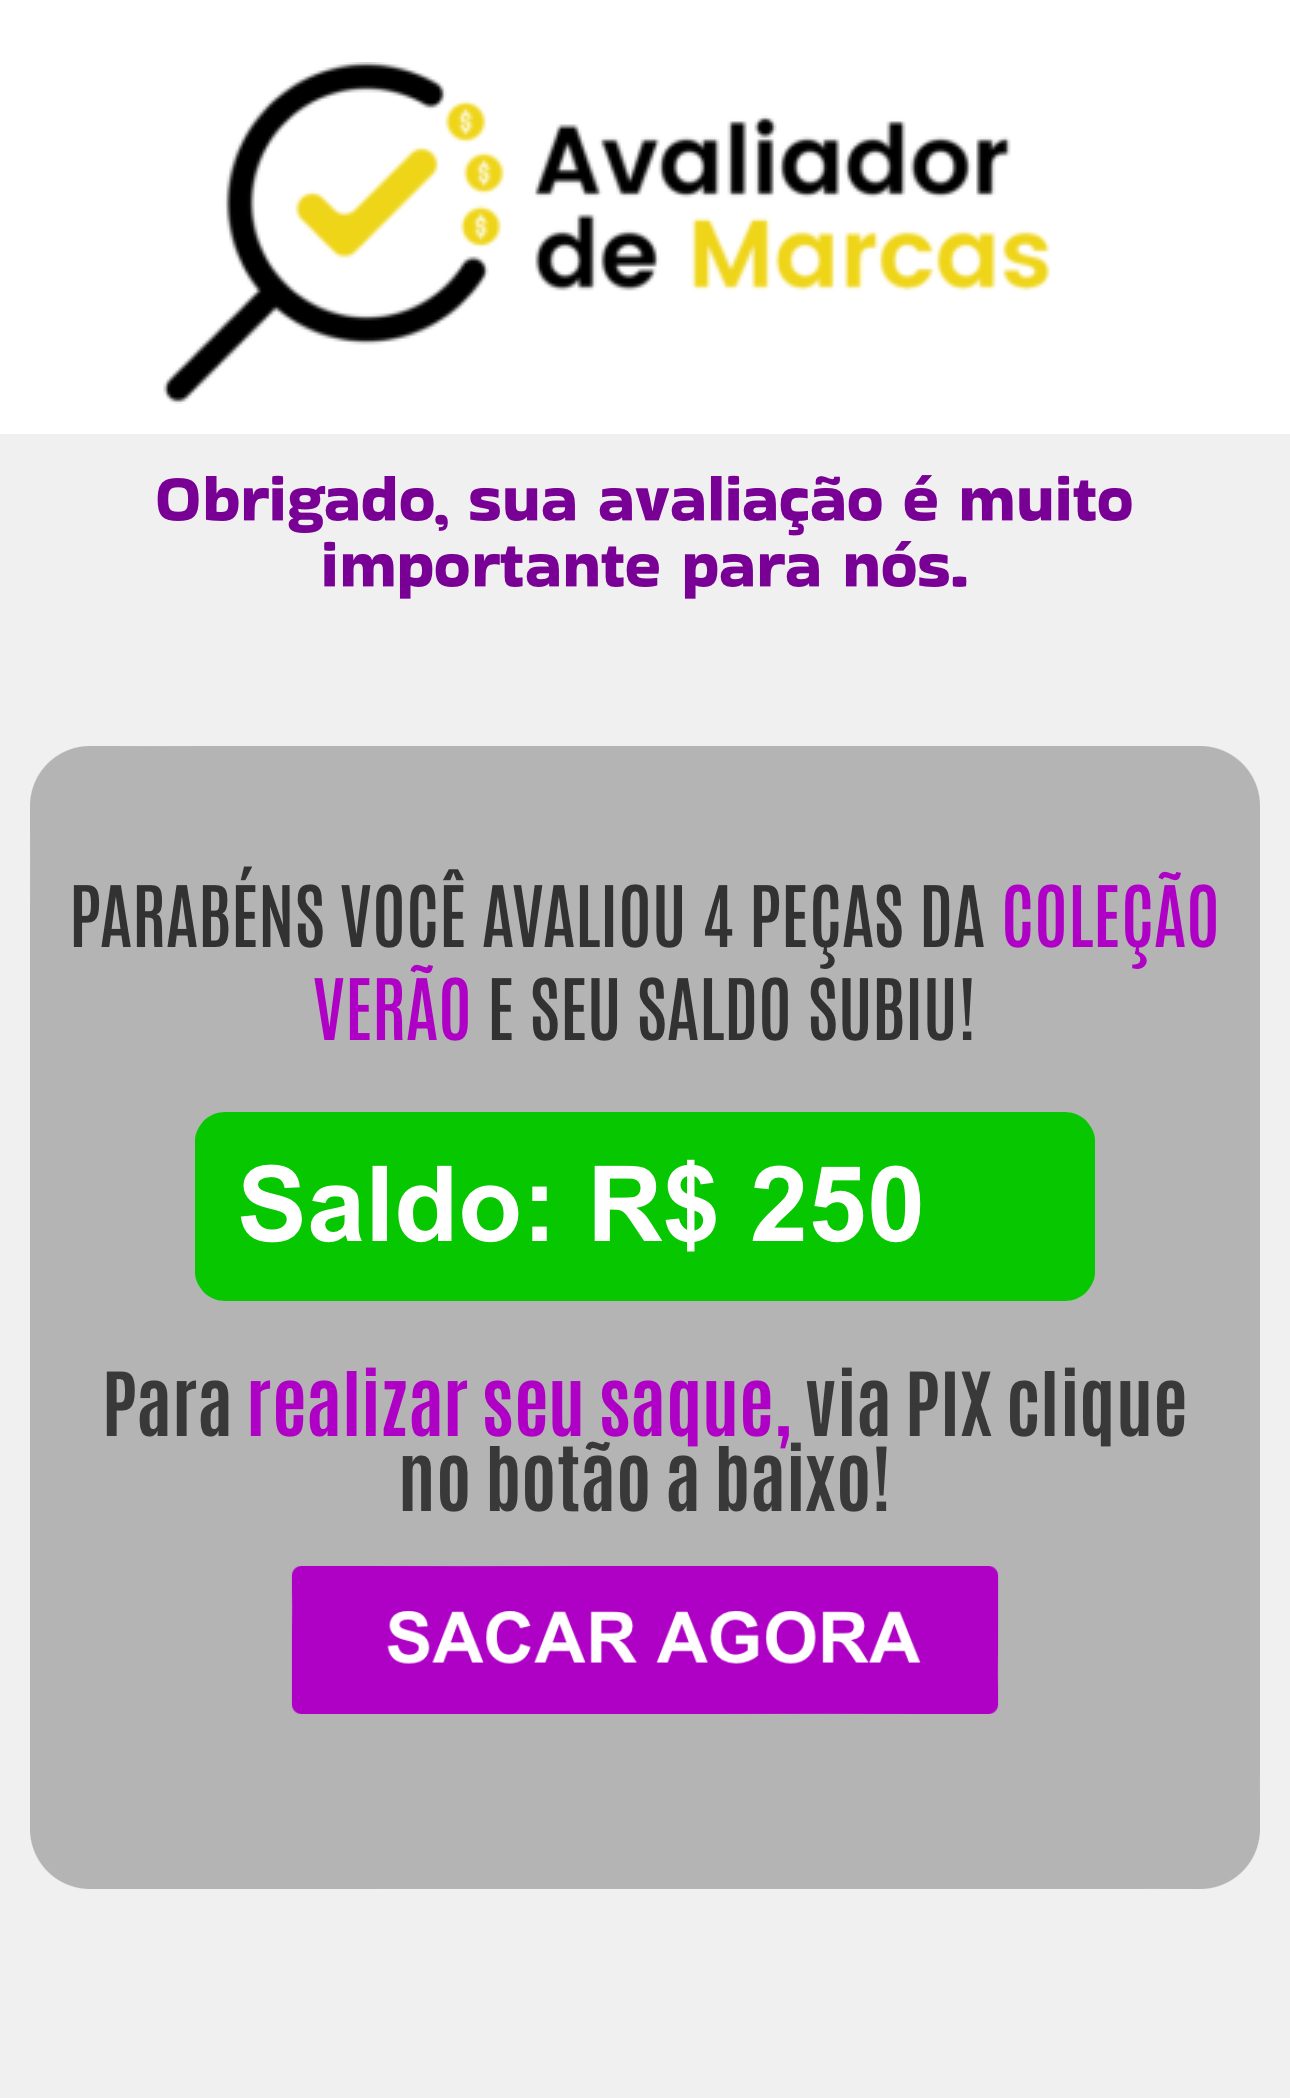 Avaliador
de Marcas
Obrigado, sua avaliação é muito
importante para nós.
PARABÉNS VOCÊ AVALIOU 4 PEÇAS DA COLEÇÃO
VERÃO E SEU SALDO SUBIU!
Saldo: R$ 250
Para realizar seu saque, via PIX clique
no botão a baixo!
SACAR AGORA